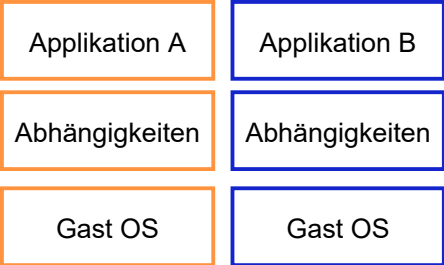 Applikation A
Applikation B
Abhängigkeiten
Abhängigkeiten
Gast OS
Gast OS